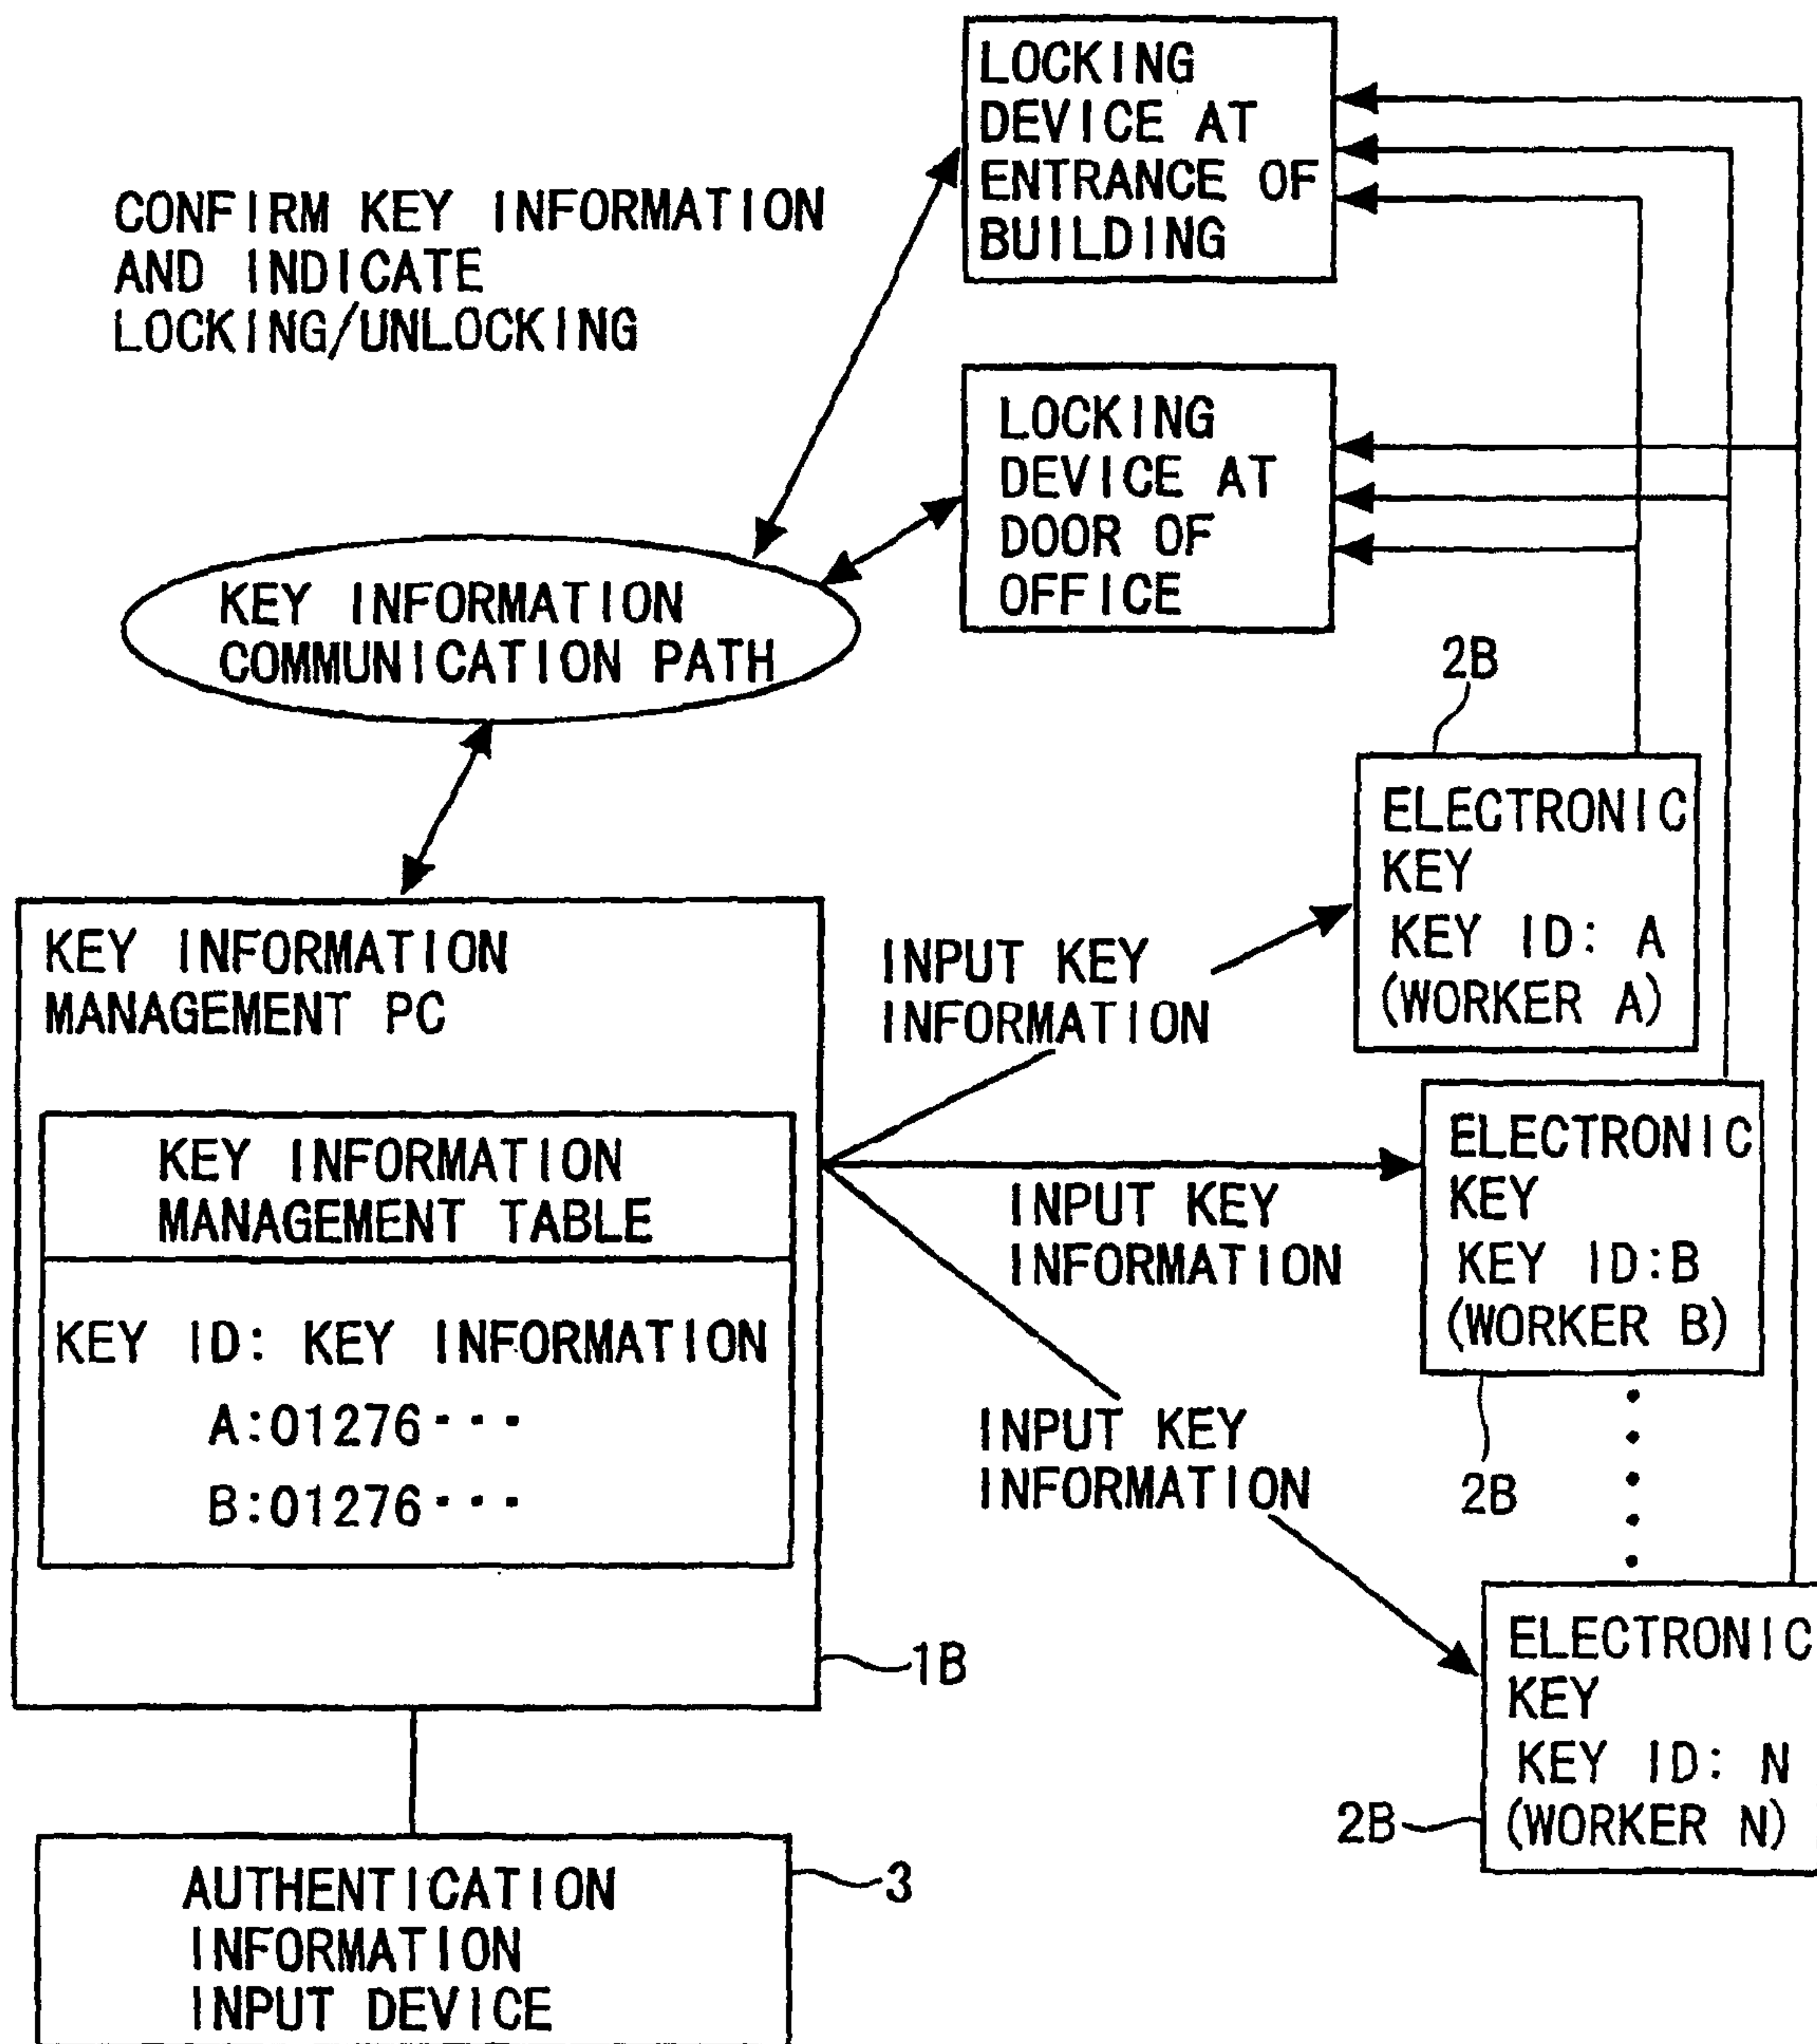 LOCKING
DEVICE AT
ENTRANCE OF
BUILDING
CONFIRM KEY INFORMATION
AND INDICATE
LOCKING/UNLOCKING
LOCKING
DEVICE AT
DOOR OF
OFFICE
KEY INFORMATION
COMMUNICATION PATH
2B
ELECTRONIC
KEY
KEY ID: A
(WORKER A)
KEY INFORMATION
MANAGEMENT PC
INPUT KEY
INFORMATION
KEY INFORMATION
MANAGEMENT TABLE
KEY ID: KEY INFORMATION
A:01276···
B:01276···
INPUT KEY
INFORMATION
ELECTRONIC
KEY
KEY ID:B
(WORKER B)
2B
INPUT KEY
INFORMATION
1B
ELECTRONIC
KEY
KEY ID: N
(WORKER N)
2B
AUTHENTICATION
INFORMATION
INPUT DEVICE
3